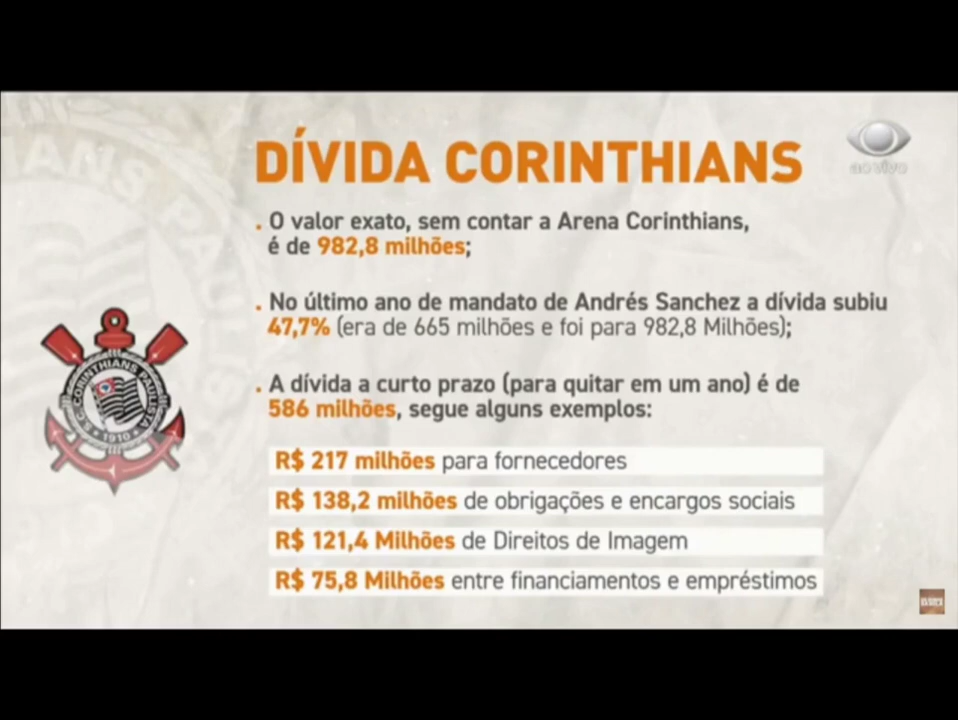 DÍVIDA CORINTHIANS
ao vivo
. O valor exato, sem contar a Arena Corinthians,
é de 982,8 milhões;
. No último ano de mandato de Andrés Sanchez a dívida subiu
47,7% (era de 665 milhões e foi para 982,8 Milhões);
. A dívida a curto prazo (para quitar em um ano) é de
586 milhões, segue alguns exemplos:
S.C. CORINTHIANS PAULISTA
1910
R$ 217 milhões para fornecedores
R$ 138,2 milhões de obrigações e encargos sociais
R$ 121,4 Milhões de Direitos de Imagem
R$ 75,8 Milhões entre financiamentos e empréstimos